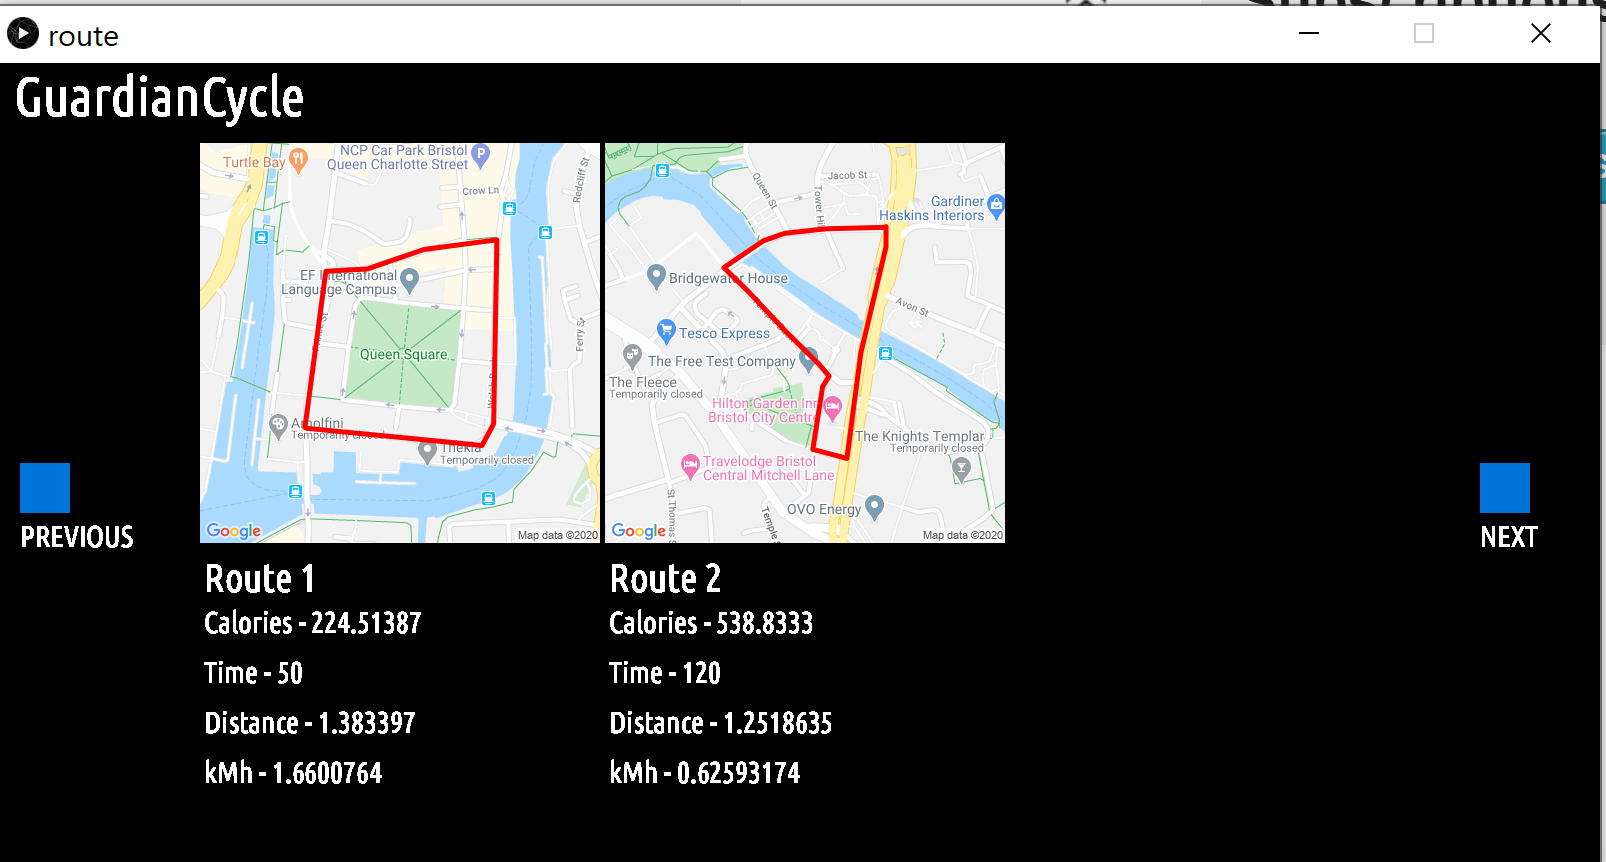 route
GuardianCycle
Turtle Bay
NCP Car Park Bristol
Queen Charlotte Street
P
Crow Ln
Redcliff St
EF International
Language Campus
Queen Square
Ferry St
Arnolfini
Temporarily closed
Thekla
Temporarily closed
Google
Map data ©2020
Queen St
Jacob St
Tower Hill
Gardiner
Haskins Interiors
Bridgewater House
Avon St
Tesco Express
The Free Test Company
The Fleece
Temporarily closed
Hilton Garden Inn
Bristol City Centre
The Knights Templar
Temporarily closed
Travelodge Bristol
Central Mitchell Lane
St Thomas S
Temple S
OVO Energy
Google
Map data ©2020
PREVIOUS
NEXT
Route 1
Calories - 224.51387
Time - 50
Distance - 1.383397
kMh - 1.6600764
Route 2
Calories - 538.8333
Time - 120
Distance - 1.2518635
kMh - 0.62593174